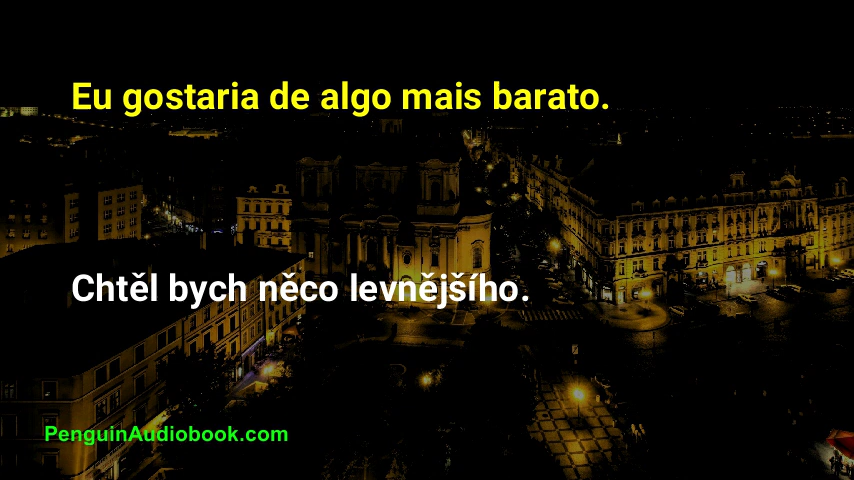 Eu gostaria de algo mais barato.
Chtěl bych něco levnějšího.
PenguinAudiobook.com